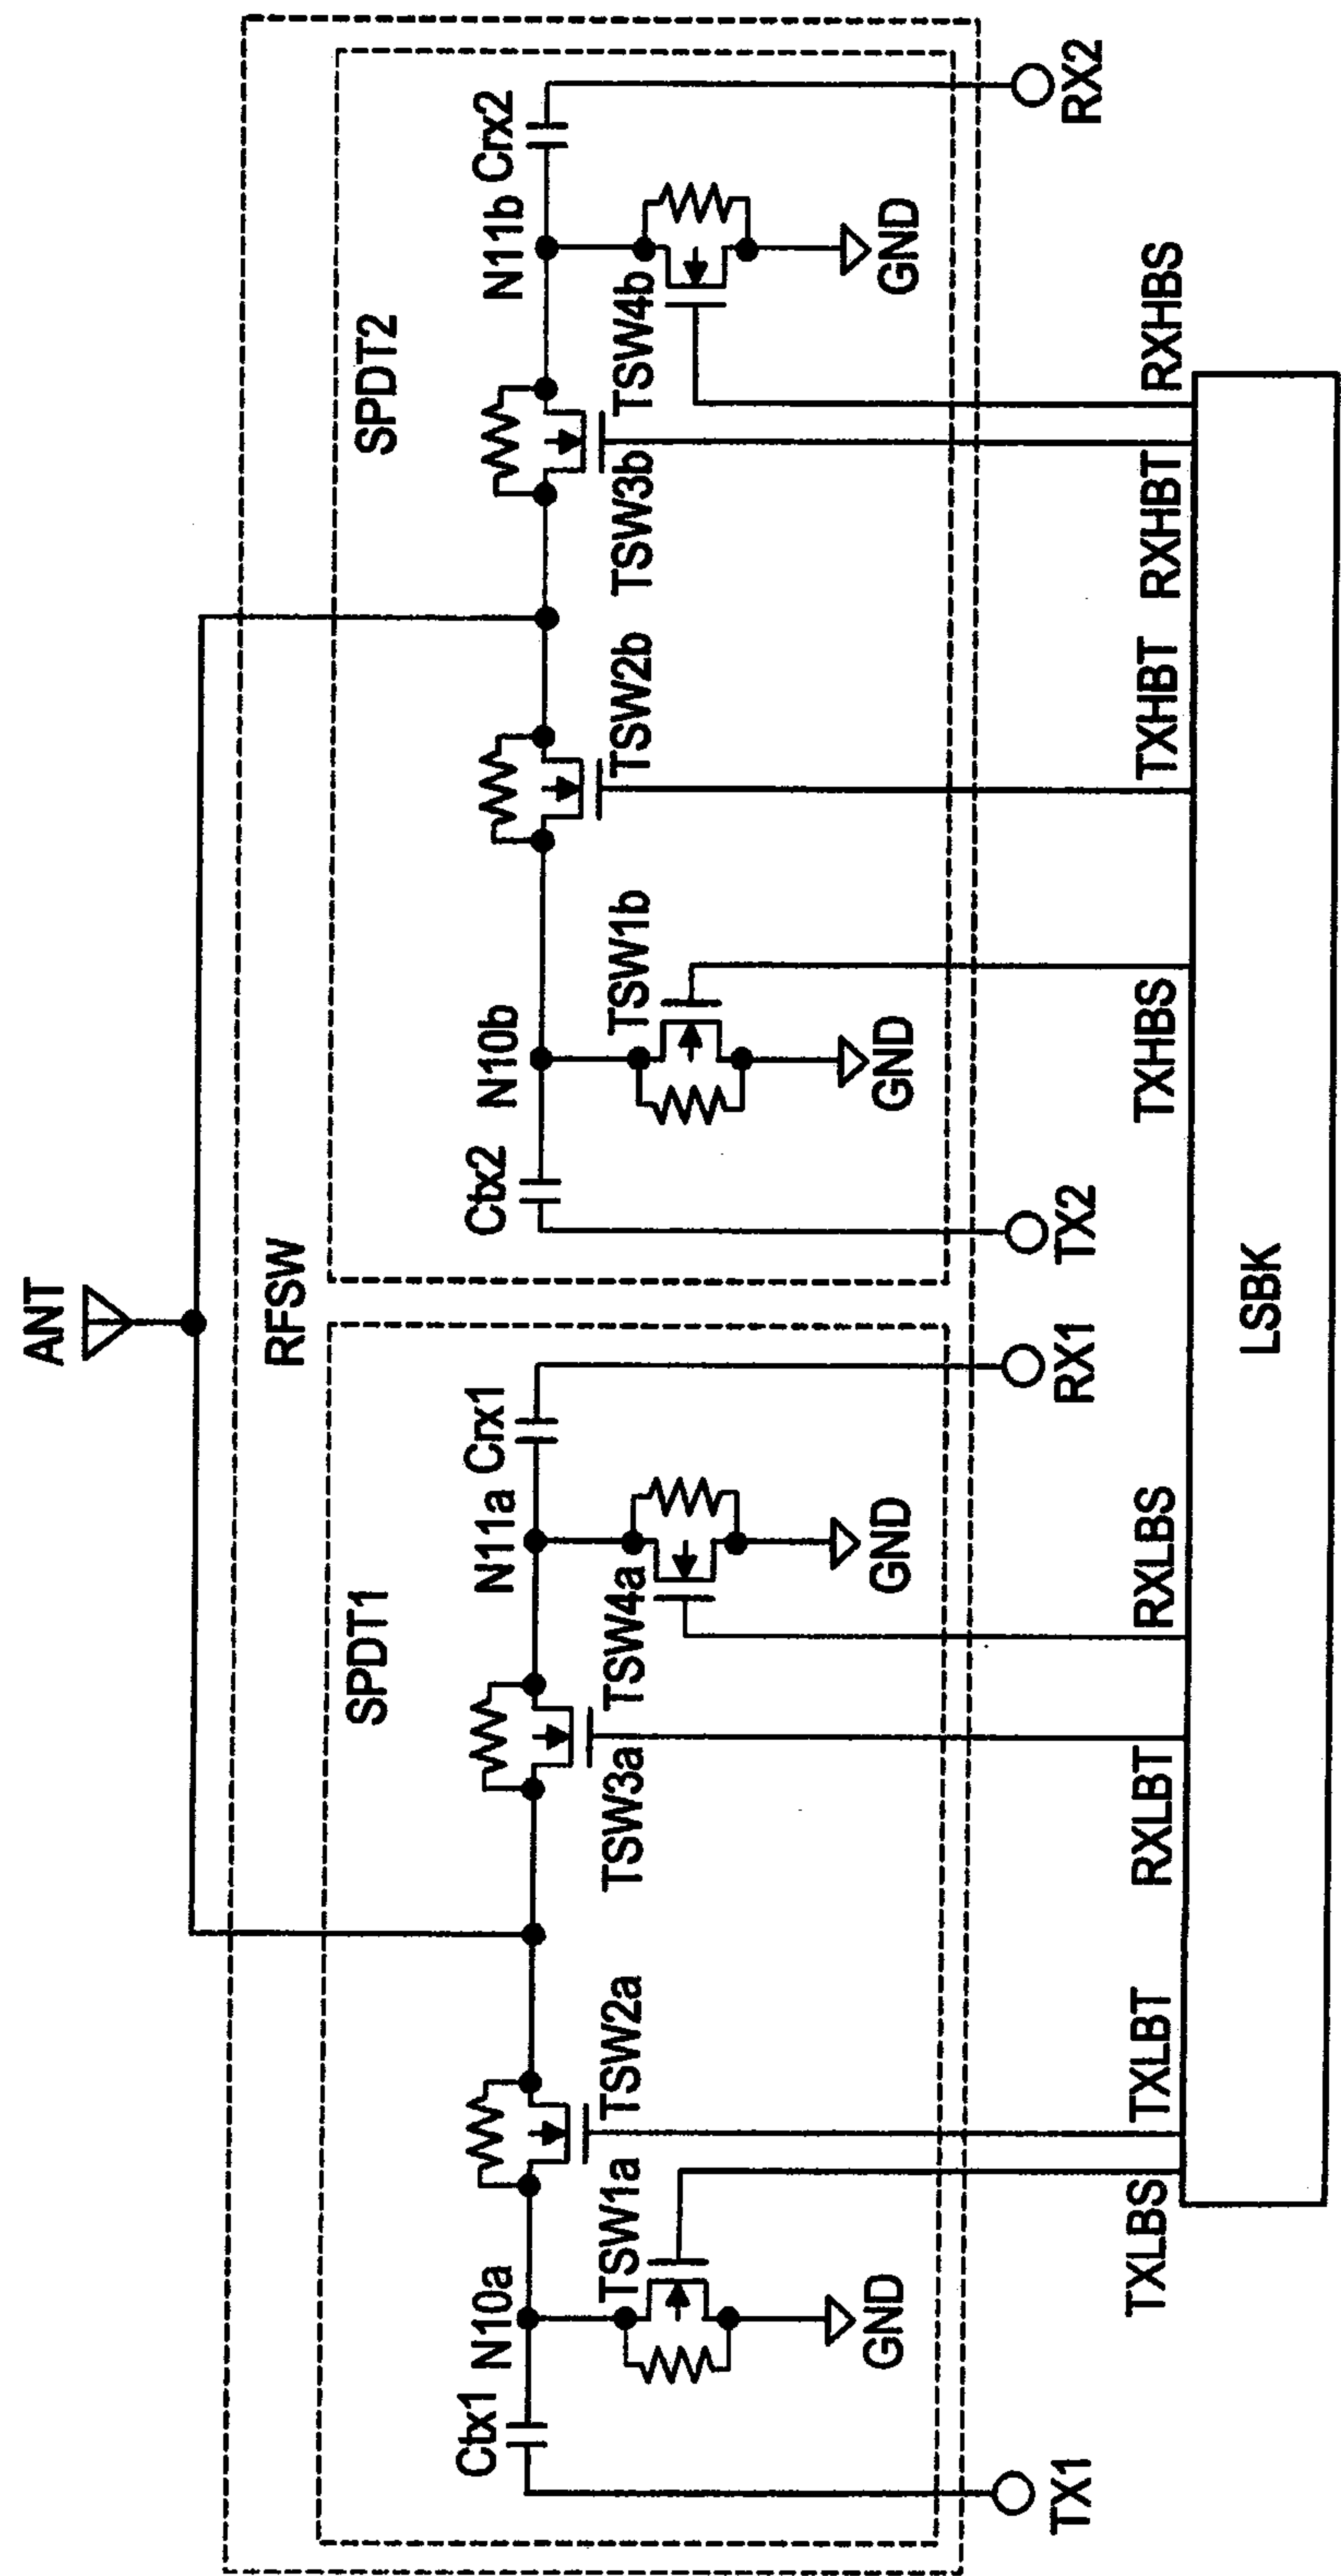 ANT
RFSW
SPDT1
SPDT2
Ctx1
N10a
N11a
Crx1
Ctx2
N10b
N11b
Crx2
TSW1a
TSW2a
TSW3a
TSW4a
TSW1b
TSW2b
TSW3b
TSW4b
GND
GND
GND
GND
TX1
RX1
TX2
RX2
TXLBS
TXLBT
RXLBT
RXLBS
TXHBS
TXHBT
RXHBT
RXHBS
LSBK